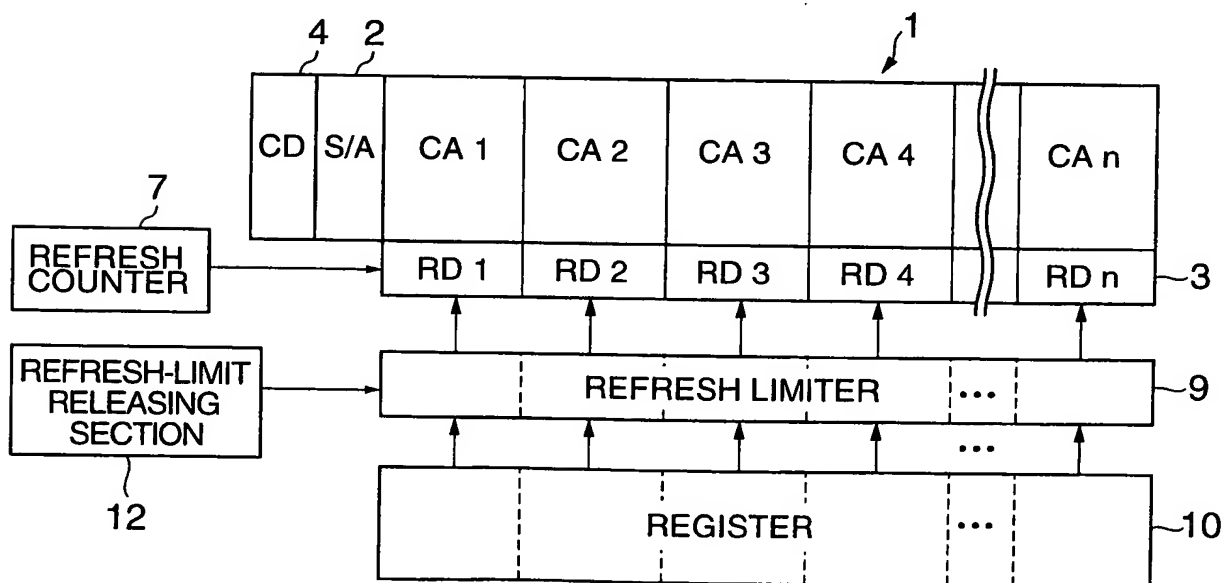 4 2 1
CD S/A CA 1 CA 2 CA 3 CA 4 CA n
7
REFRESH
COUNTER
RD 1 RD 2 RD 3 RD 4 RD n 3
REFRESH-LIMIT
RELEASING
SECTION
REFRESH LIMITER ••• 9
•••
12
REGISTER ••• 10